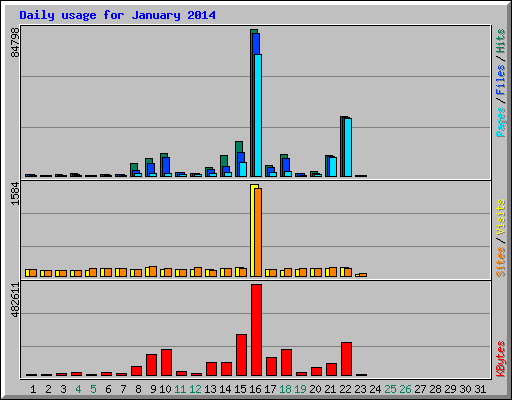 Daily usage for January 2014
84798
Pages/Files/Hits
1584
Sites/Visits
482611
KBytes
1 2 3 4 5 6 7 8 9 10 11 12 13 14 15 16 17 18 19 20 21 22 23 24 25 26 27 28 29 30 31